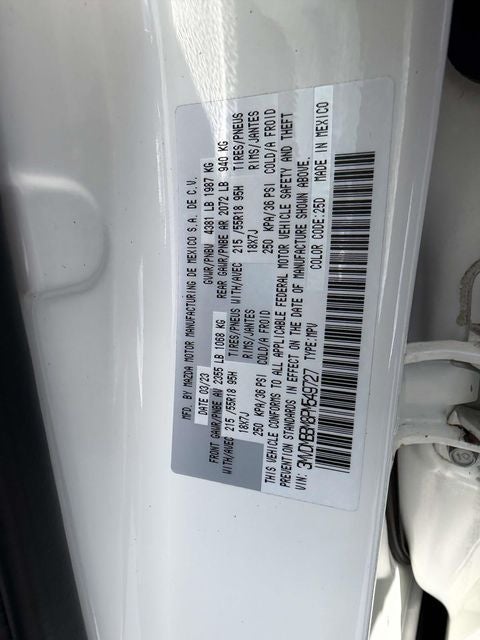 MFD. BY MAZDA MOTOR MANUFACTURING DE MEXICO S.A. DE C.V.
DATE 03/23 GVWR/PNBV 4381 LB 1987 KG
FRONT GAWR/PNBE AV 2355 LB 1068 KG REAR GAWR/PNBE AR 2072 LB 940 KG
WITH/AVEC 215 /55R18 95H TIRES/PNEUS WITH/AVEC 215 /55R18 95H TIRES/PNEUS
18X7J RIMS/JANTES 18X7J RIMS/JANTES
250 KPA/36 PSI COLD/A FROID 250 KPA/36 PSI COLD/A FROID
THIS VEHICLE CONFORMS TO ALL APPLICABLE FEDERAL MOTOR VEHICLE SAFETY AND THEFT
PREVENTION STANDARDS IN EFFECT ON THE DATE OF MANUFACTURE SHOWN ABOVE.
VIN: TYPE:MPV COLOR CODE:25D MADE IN MEXICO